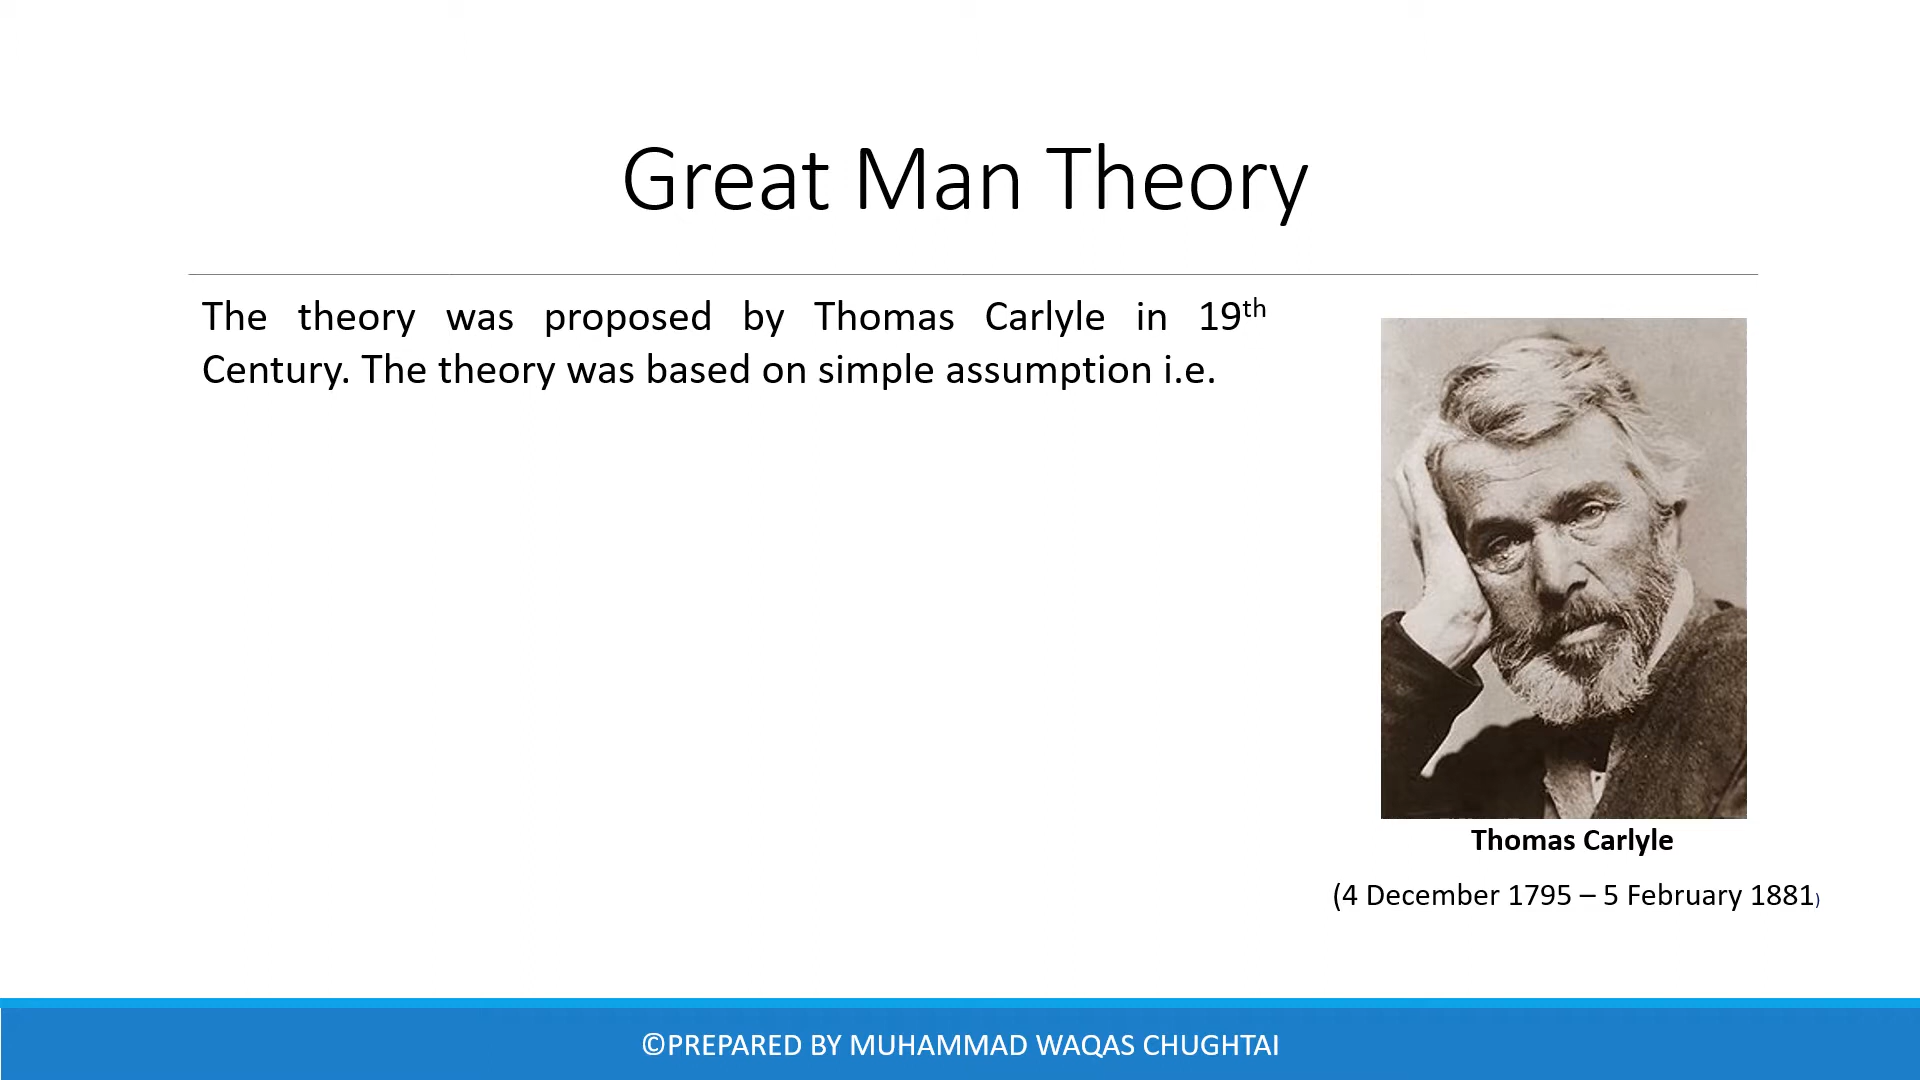 Great Man Theory
The theory was proposed by Thomas Carlyle in 19th
Century. The theory was based on simple assumption i.e.
Thomas Carlyle
(4 December 1795 – 5 February 1881)
©PREPARED BY MUHAMMAD WAQAS CHUGHTAI